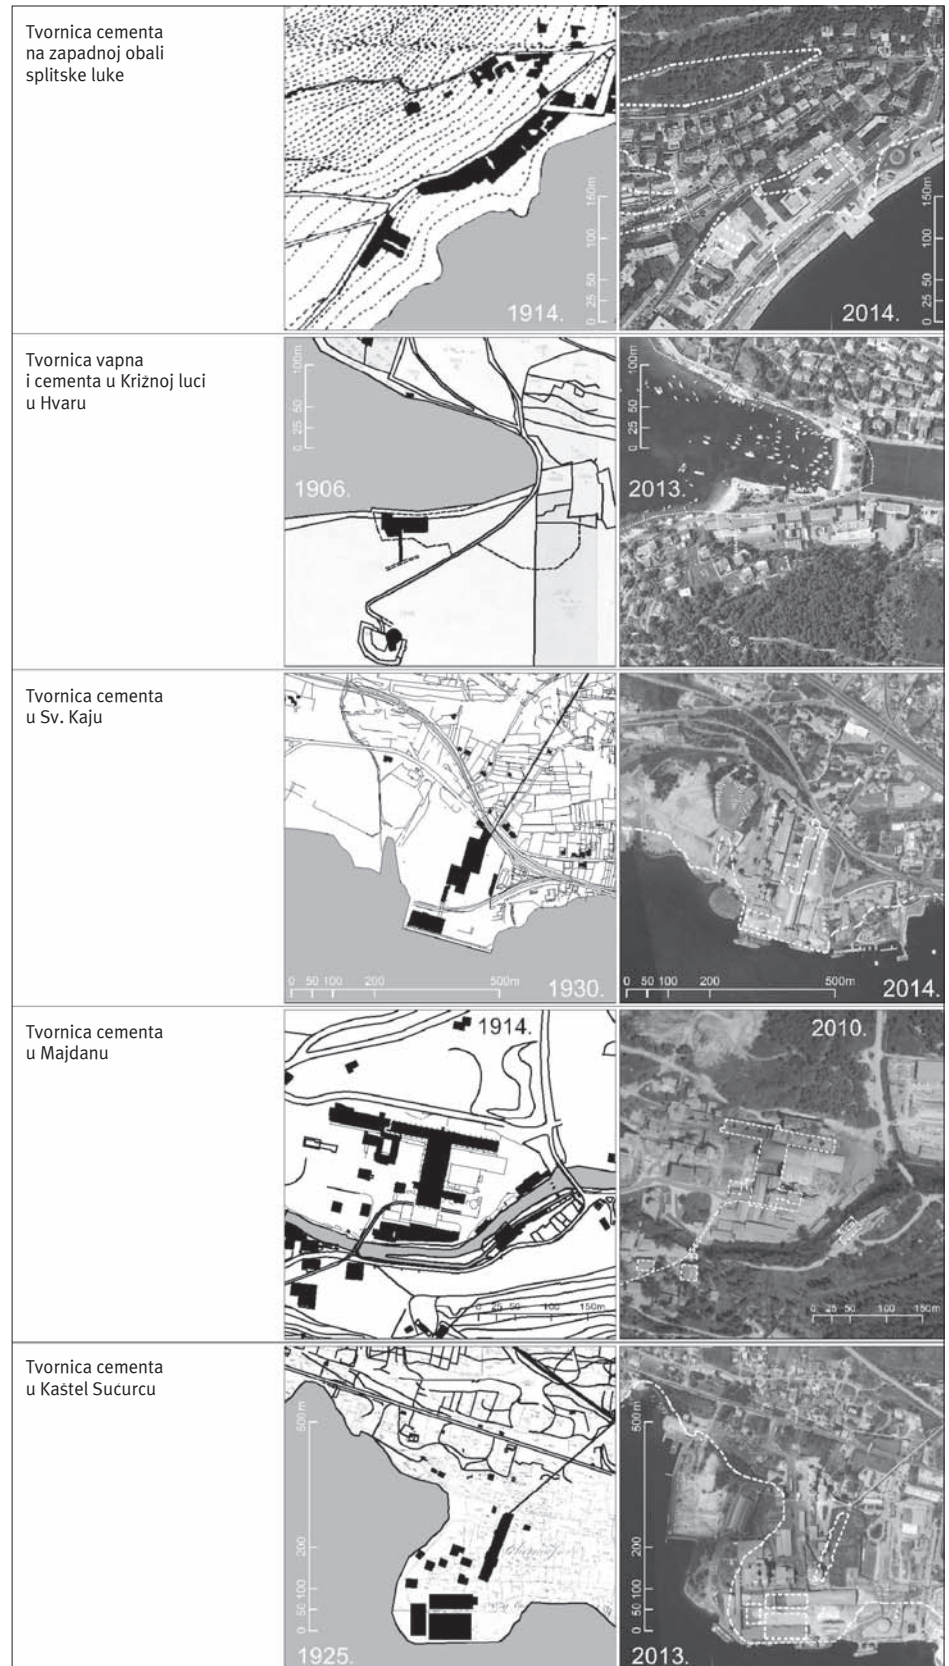 Tvornica cementa
na zapadnoj obali
splitske luke
0 25 50 100 150m
1914.
0 25 50 100 150m
2014.
Tvornica vapna
i cementa u Križnoj luci
u Hvaru
0 25 50 100m
1906.
0 25 50 100m
2013.
Tvornica cementa
u Sv. Kaju
0 50 100 200 500m
1930.
0 50 100 200 500m
2014.
Tvornica cementa
u Majdanu
1914.
0 25 50 100 150m
2010.
0 25 50 100 150m
Tvornica cementa
u Kaštel Sućurcu
0 50 100 200 500m
1925.
0 50 100 200 500m
2013.